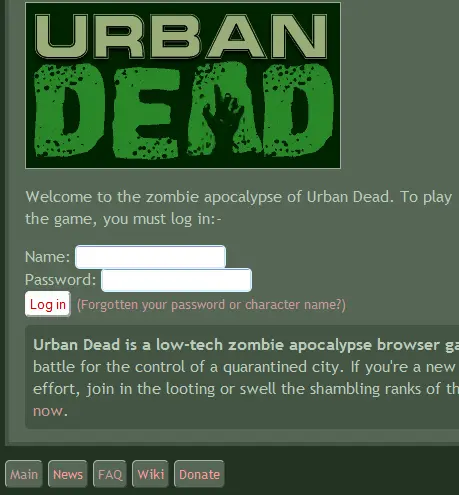 URBAN
DEAD
Welcome to the zombie apocalypse of Urban Dead. To play
the game, you must log in:-
Name:
Password:
Log in (Forgotten your password or character name?)
Urban Dead is a low-tech zombie apocalypse browser ga
battle for the control of a quarantined city. If you're a new
effort, join in the looting or swell the shambling ranks of th
now.
Main News FAQ Wiki Donate